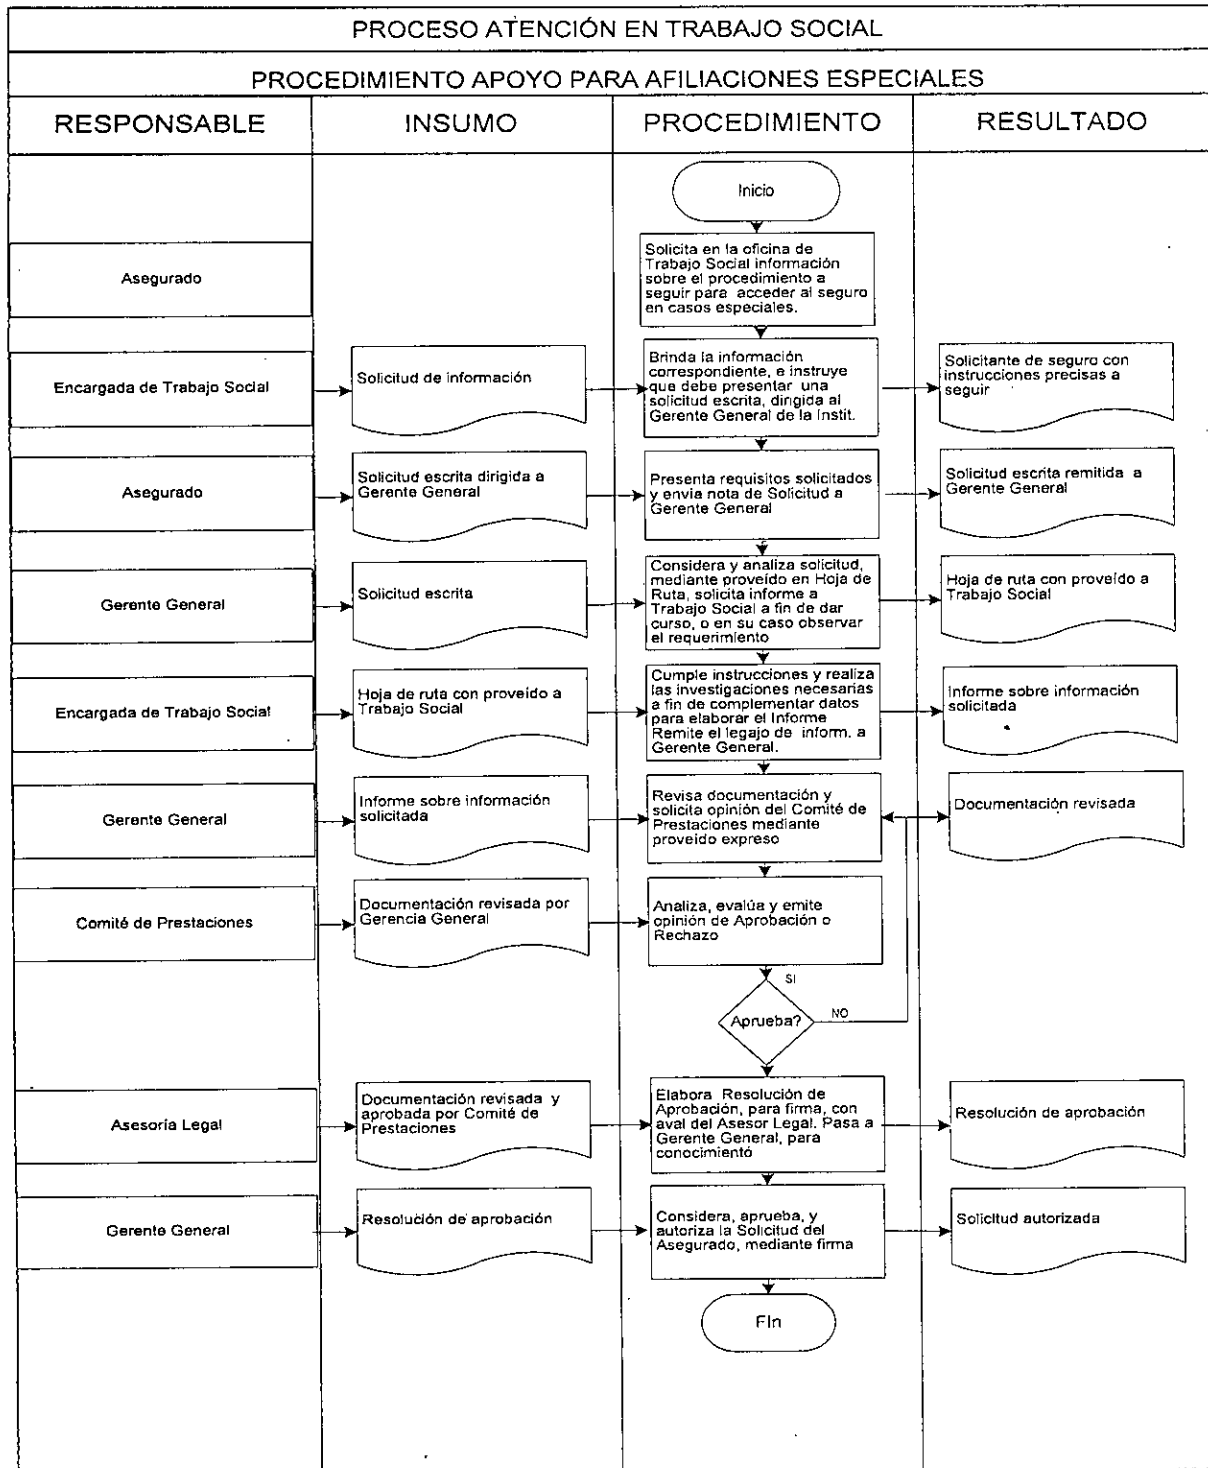 PROCESO ATENCIÓN EN TRABAJO SOCIAL
PROCEDIMIENTO APOYO PARA AFILIACIONES ESPECIALES
RESPONSABLE
INSUMO
PROCEDIMIENTO
RESULTADO
Inicio
Asegurado
Solicita en la oficina de
Trabajo Social información
sobre el procedimiento a
seguir para acceder al seguro
en casos especiales.
Encargada de Trabajo Social
Solicitud de información
Brinda la información
correspondiente, e instruye
que debe presentar una
solicitud escrita, dirigida al
Gerente General de la Instit.
Solicitante de seguro con
instrucciones precisas a
seguir
Asegurado
Solicitud escrita dirigida a
Gerente General
Presenta requisitos solicitados
y envia nota de Solicitud a
Gerente General
Solicitud escrita remitida a
Gerente General
Gerente General
Solicitud escrita
Considera y analiza solicitud,
mediante proveído en Hoja de
Ruta, solicita informe a
Trabajo Social a fin de dar
curso, o en su caso observar
el requerimiento
Hoja de ruta con proveído a
Trabajo Social
Encargada de Trabajo Social
Hoja de ruta con proveído a
Trabajo Social
Cumple instrucciones y realiza
las investigaciones necesarias
a fin de complementar datos
para elaborar el Informe
Remite el legajo de inform. a
Gerente General.
Informe sobre información
solicitada
Gerente General
Informe sobre información
solicitada
Revisa documentación y
solicita opinión del Comité de
Prestaciones mediante
proveído expreso
Documentación revisada
Comité de Prestaciones
Documentación revisada por
Gerencia General
Analiza, evalúa y emite
opinión de Aprobación o
Rechazo
SI
Aprueba?
NO
Asesoría Legal
Documentación revisada y
aprobada por Comité de
Prestaciones
Elabora Resolución de
Aprobación, para firma, con
aval del Asesor Legal. Pasa a
Gerente General, para
conocimientó
Resolución de aprobación
Gerente General
Resolución de aprobación
Considera, aprueba, y
autoriza la Solicitud del
Asegurado, mediante firma
Solicitud autorizada
Fin